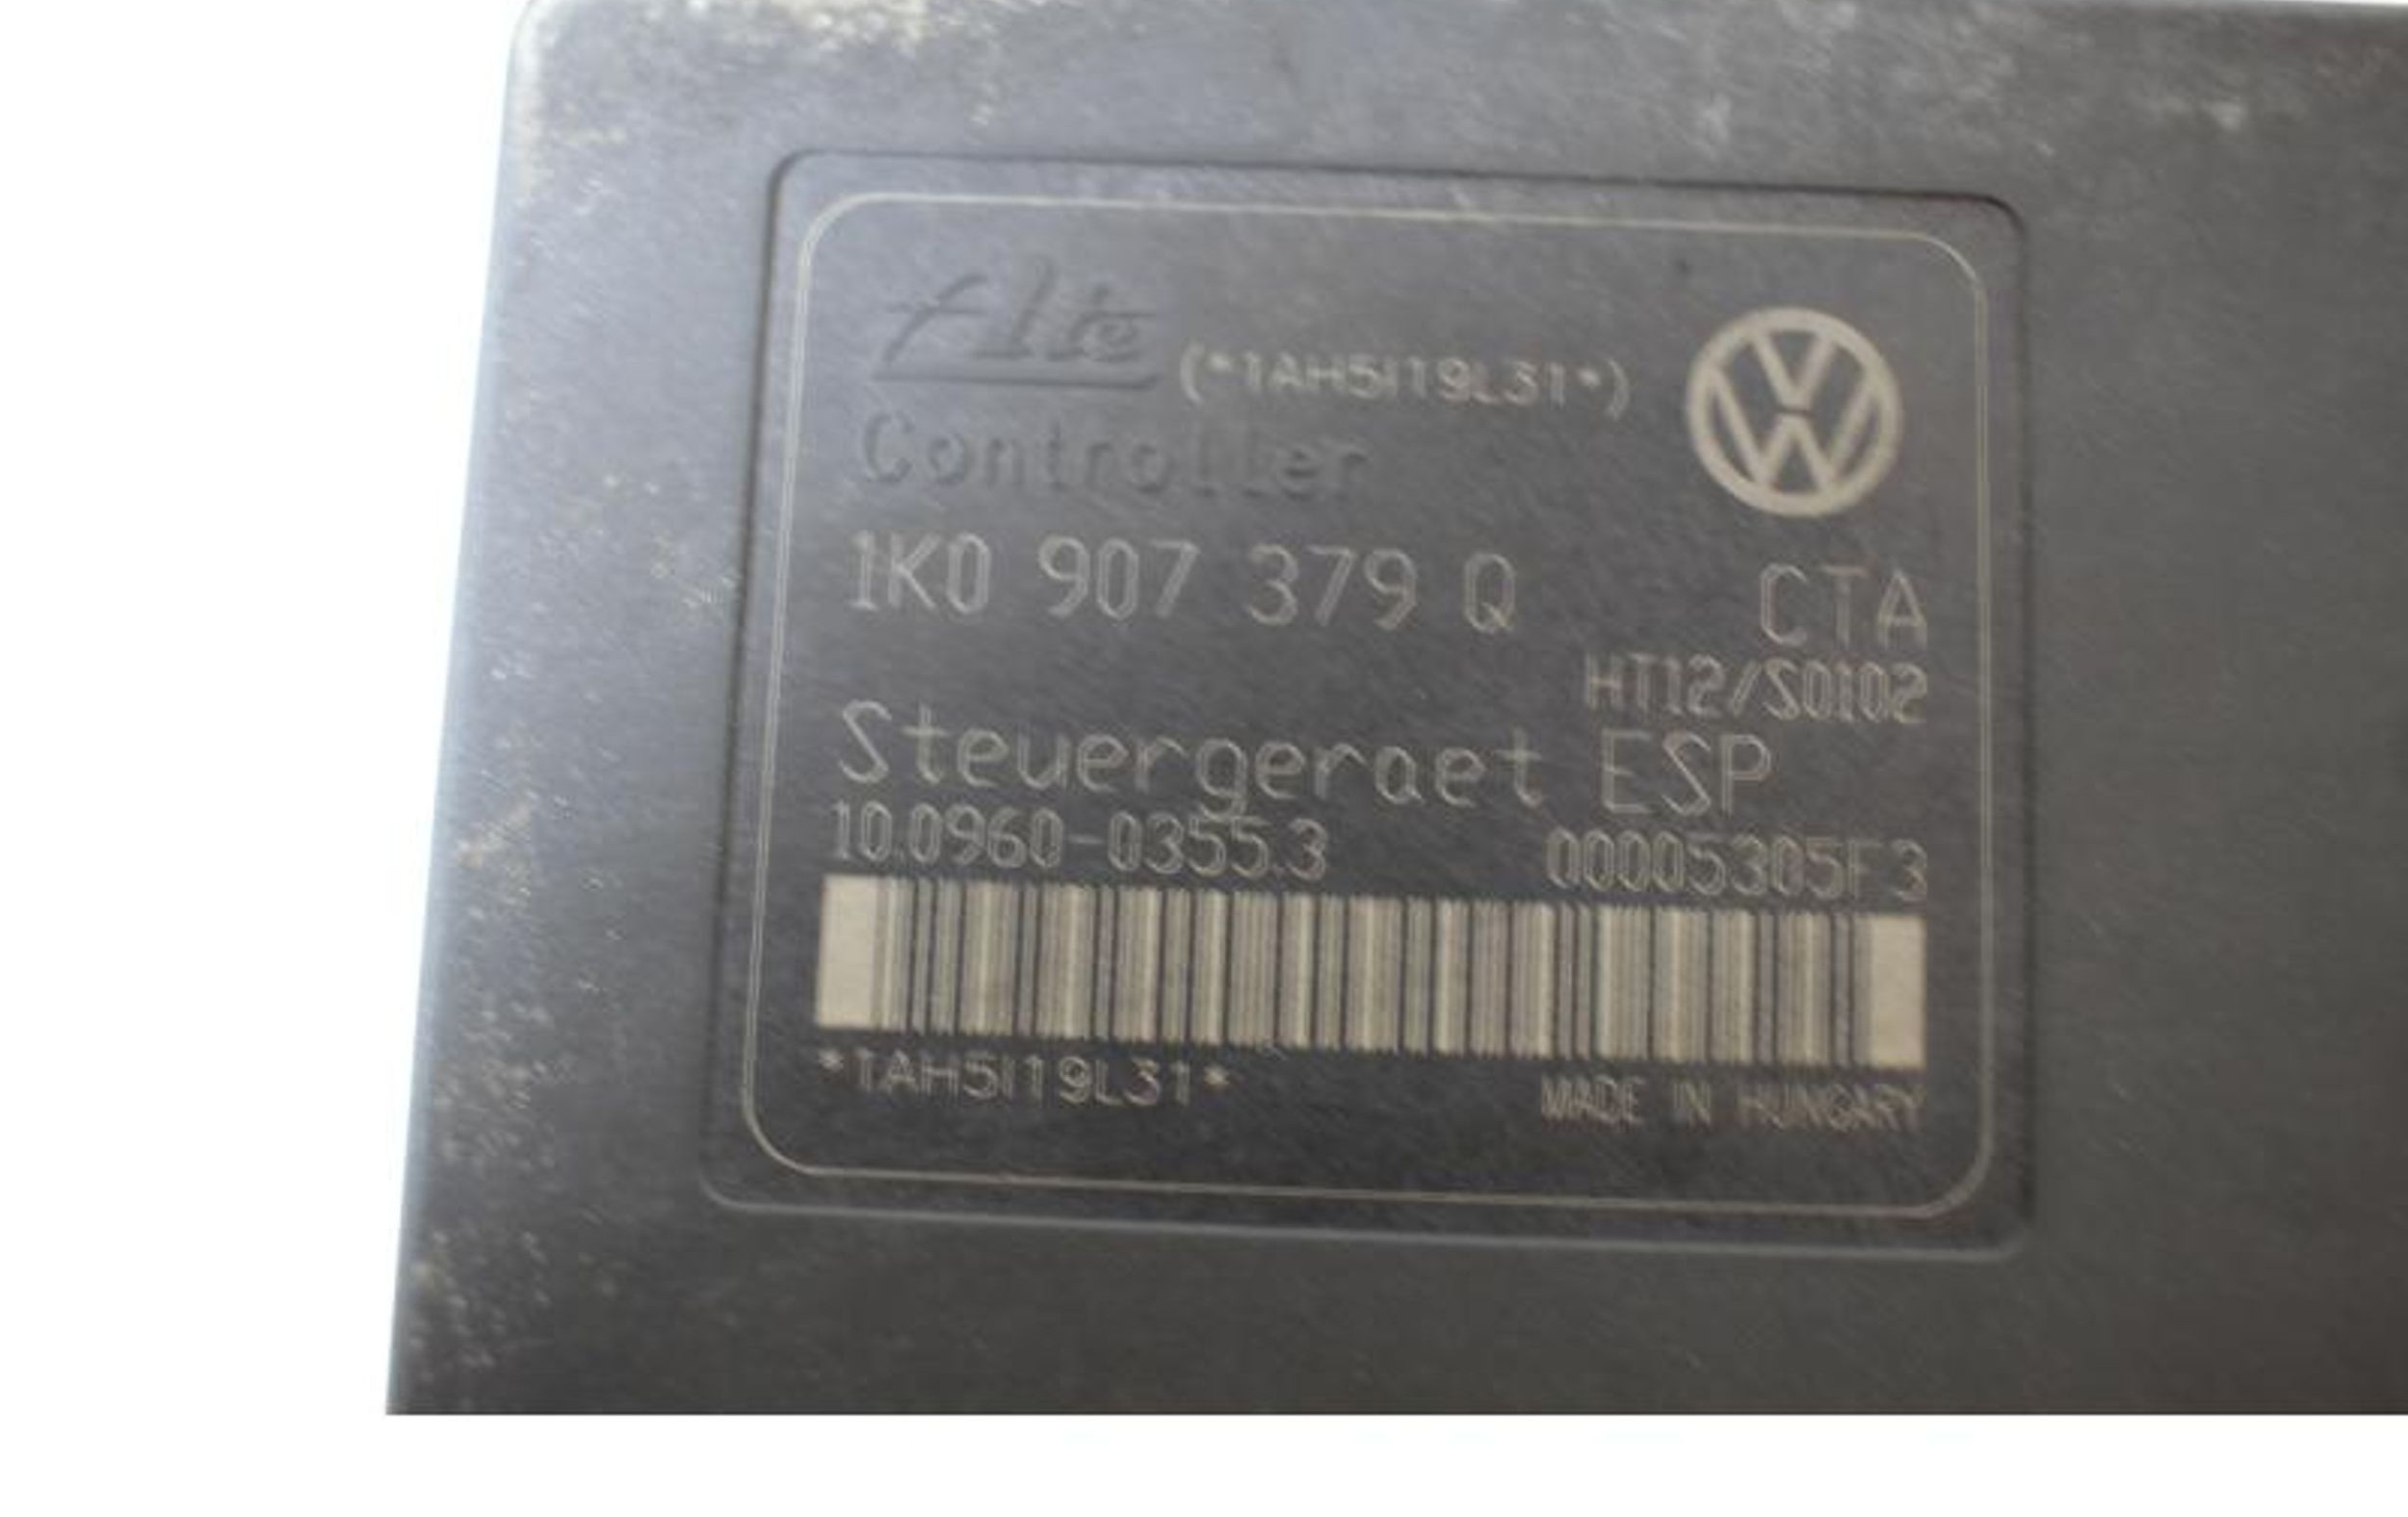 Ate (*1AH5I19L31*)
Controller
1K0 907 379 Q CTA
HT12/S0102
Steuergeraet ESP
10.0960-0355.3 00005305F3
*1AH5I19L31* MADE IN HUNGARY